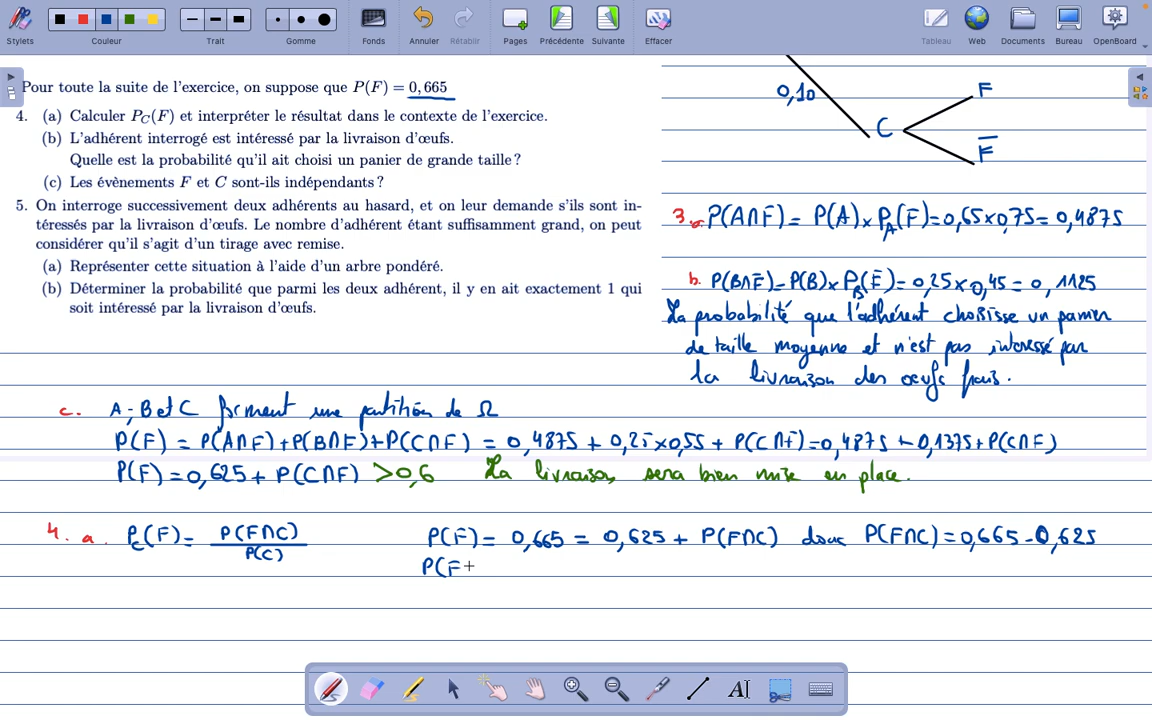 Stylets Couleur Trait Gomme Fonds Annuler Rétablir Pages Précédente Suivante Effacer Tableau Web Documents Bureau OpenBoard
Pour toute la suite de l'exercice, on suppose que P(F) = 0,665
4. (a) Calculer P_C(F) et interpréter le résultat dans le contexte de l'exercice.
(b) L'adhérent interrogé est intéressé par la livraison d'œufs.
Quelle est la probabilité qu'il ait choisi un panier de grande taille ?
(c) Les évènements F et C sont-ils indépendants ?
5. On interroge successivement deux adhérents au hasard, et on leur demande s'ils sont in-
téressés par la livraison d'œufs. Le nombre d'adhérent étant suffisamment grand, on peut
considérer qu'il s'agit d'un tirage avec remise.
(a) Représenter cette situation à l'aide d'un arbre pondéré.
(b) Déterminer la probabilité que parmi les deux adhérent, il y en ait exactement 1 qui
soit intéressé par la livraison d'œufs.
0,10
F
C
F̅
3. a. P(A∩F) = P(A) × P_A(F) = 0,65 × 0,75 = 0,4875
b. P(B∩F̅) = P(B) × P_B(F̅) = 0,25 × 0,45 = 0,1125
La probabilité que l'adhérent choisisse un panier
de taille moyenne et n'est pas intéressé par
la livraison des oeufs frais.
c. A, B et C forment une partition de Ω
P(F) = P(A∩F) + P(B∩F) + P(C∩F) = 0,4875 + 0,25 × 0,55 + P(C∩F) = 0,4875 + 0,1375 + P(C∩F)
P(F) = 0,625 + P(C∩F) > 0,6 La livraison sera bien mise en place.
4. a. P_C(F) = P(F∩C) / P(C) P(F) = 0,665 = 0,625 + P(F∩C) donc P(F∩C) = 0,665 - 0,625
P(F+
AI